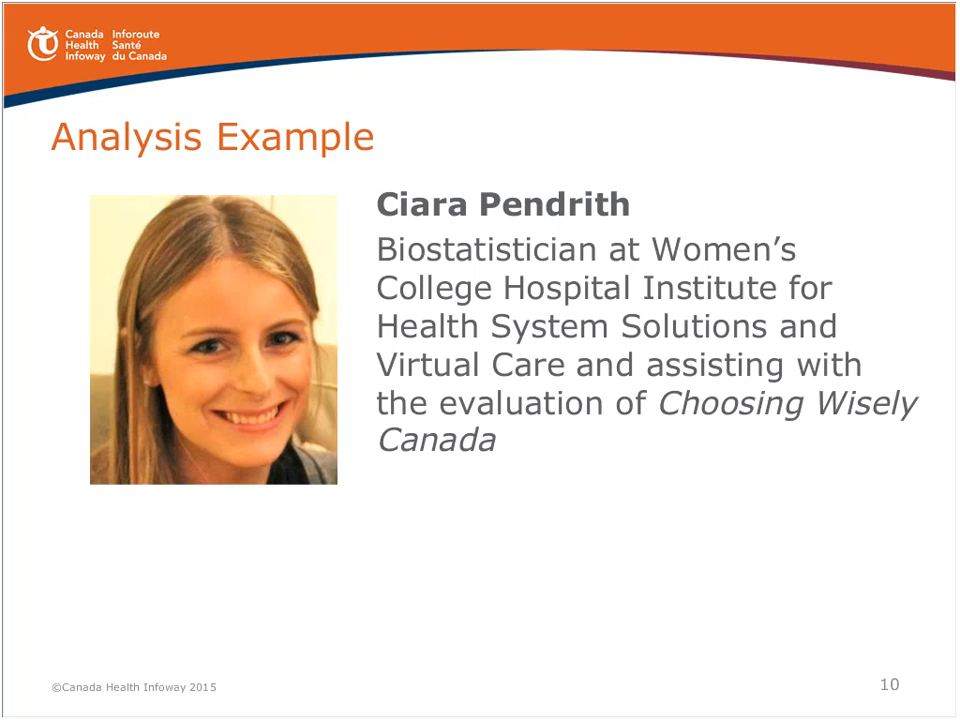 Canada Inforoute
Health Santé
Infoway du Canada
Analysis Example
Ciara Pendrith
Biostatistician at Women’s
College Hospital Institute for
Health System Solutions and
Virtual Care and assisting with
the evaluation of Choosing Wisely
Canada
©Canada Health Infoway 2015
10